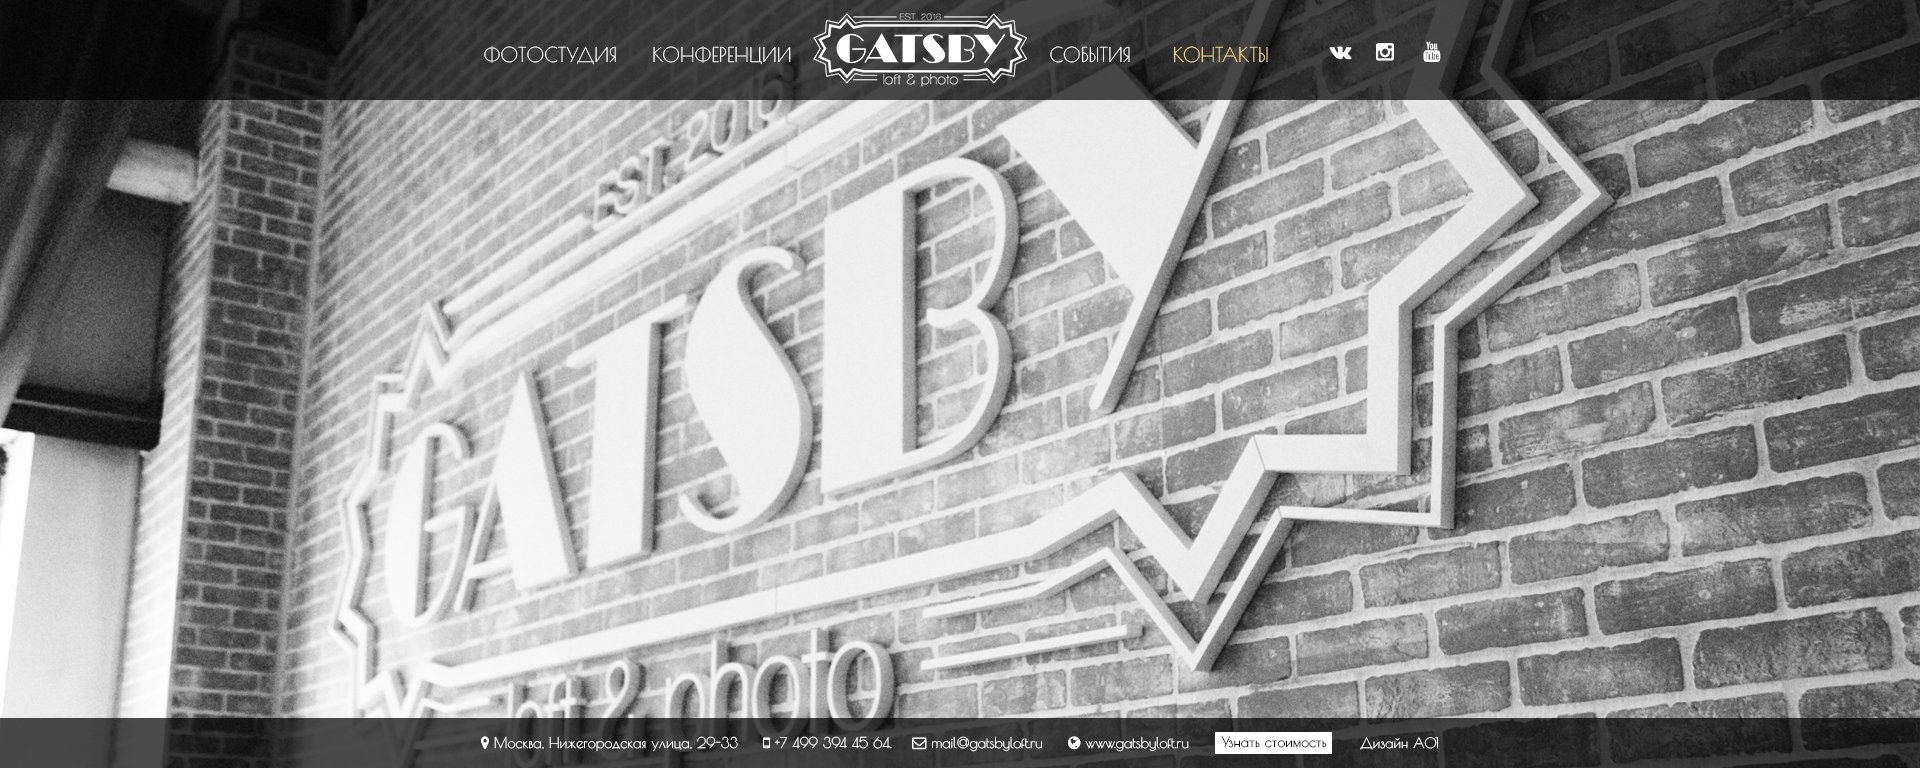 EST. 2016
ФОТОСТУДИЯ КОНФЕРЕНЦИИ GATSBY СОБЫТИЯ КОНТАКТЫ You Tube
loft & photo
EST. 2016
GATSBY
loft & photo
Москва, Нижегородская улица, 29-33 +7 499 394 45 64, mail@gatsbyloft.ru www.gatsbyloft.ru Узнать стоимость Дизайн AO1